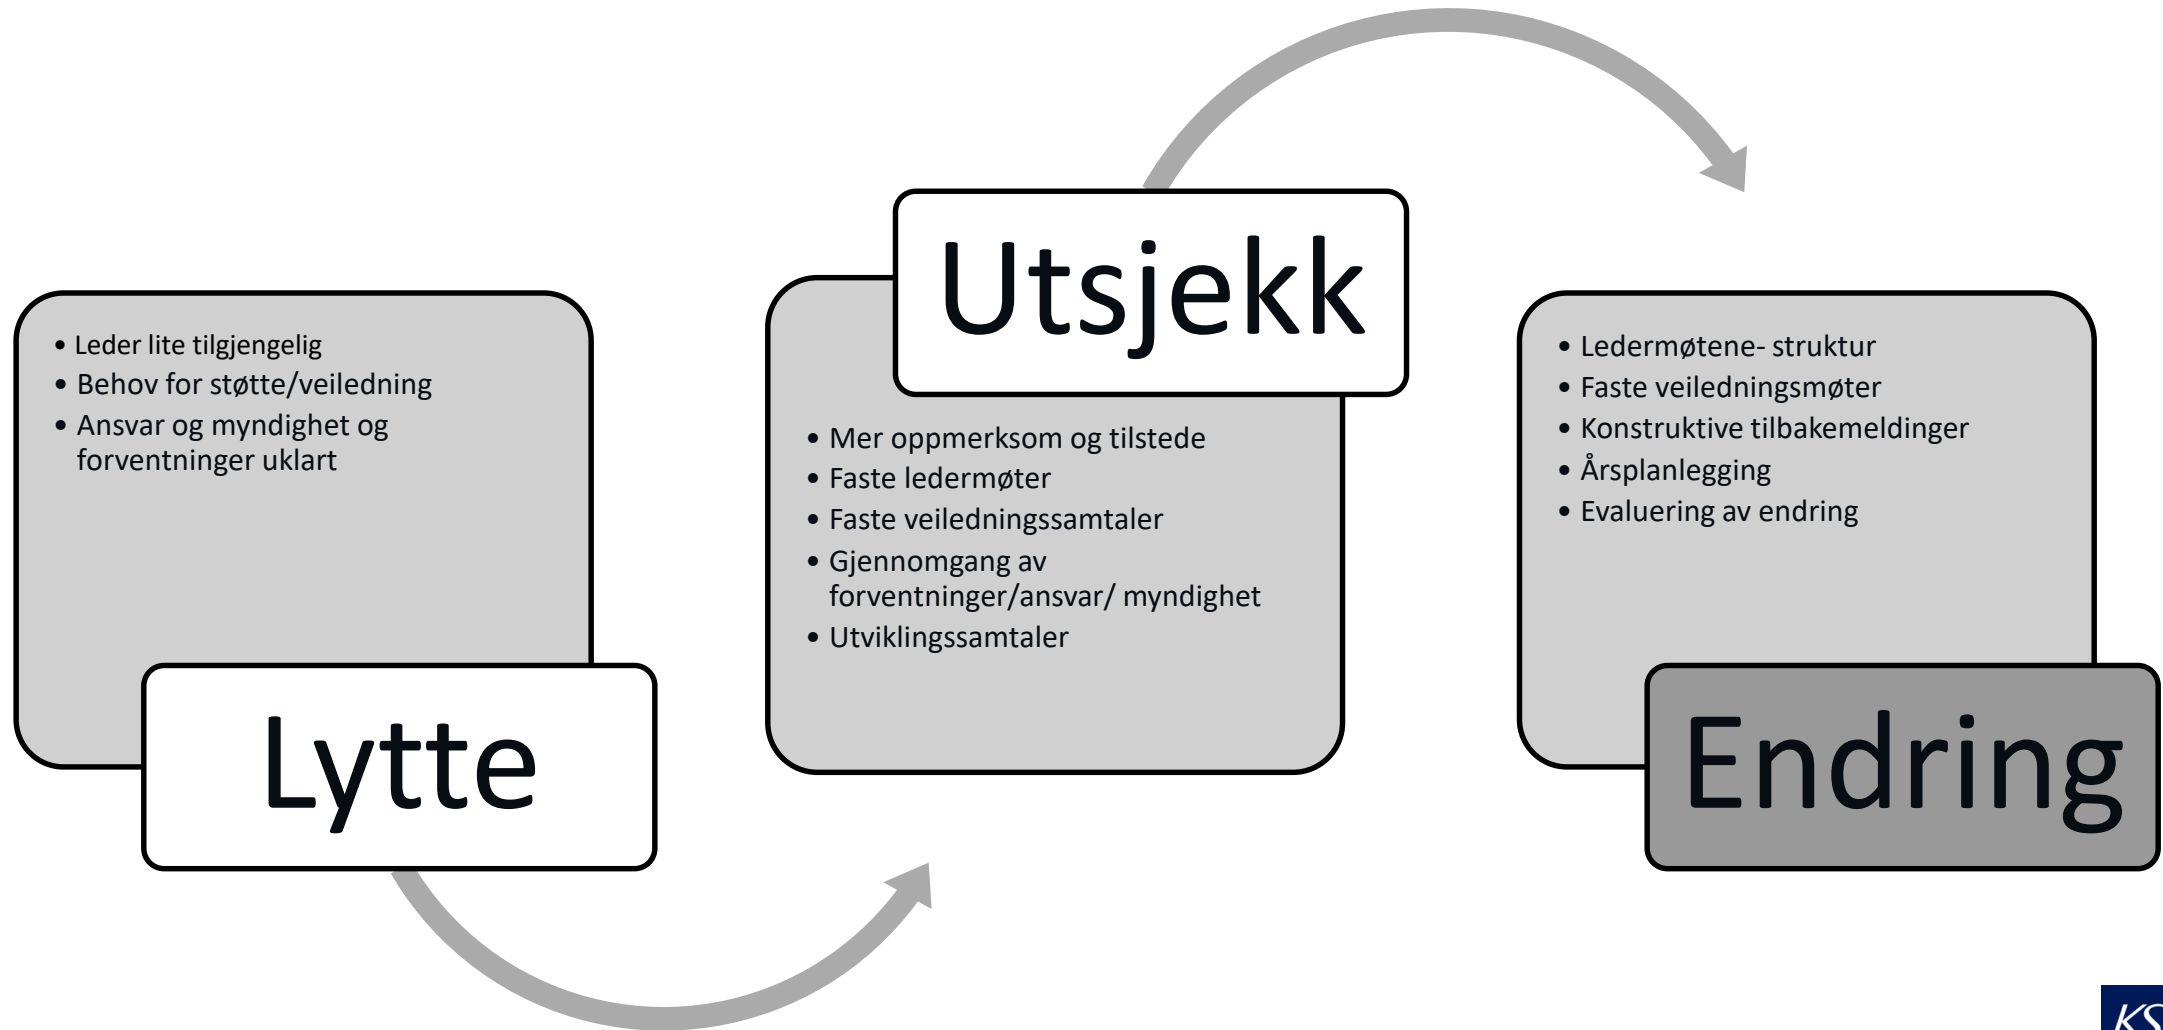 • Leder lite tilgjengelig
• Behov for støtte/veiledning
• Ansvar og myndighet og
forventninger uklart
Lytte
Utsjekk
• Mer oppmerksom og tilstede
• Faste ledermøter
• Faste veiledningssamtaler
• Gjennomgang av
forventninger/ansvar/ myndighet
• Utviklingssamtaler
• Ledermøtene- struktur
• Faste veiledningsmøter
• Konstruktive tilbakemeldinger
• Årsplanlegging
• Evaluering av endring
Endring
KS